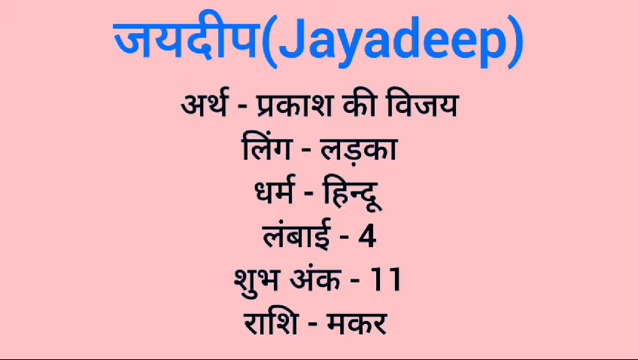 जयदीप(Jayadeep)
अर्थ - प्रकाश की विजय
लिंग - लड़का
धर्म - हिन्दू
लंबाई - 4
शुभ अंक - 11
राशि - मकर